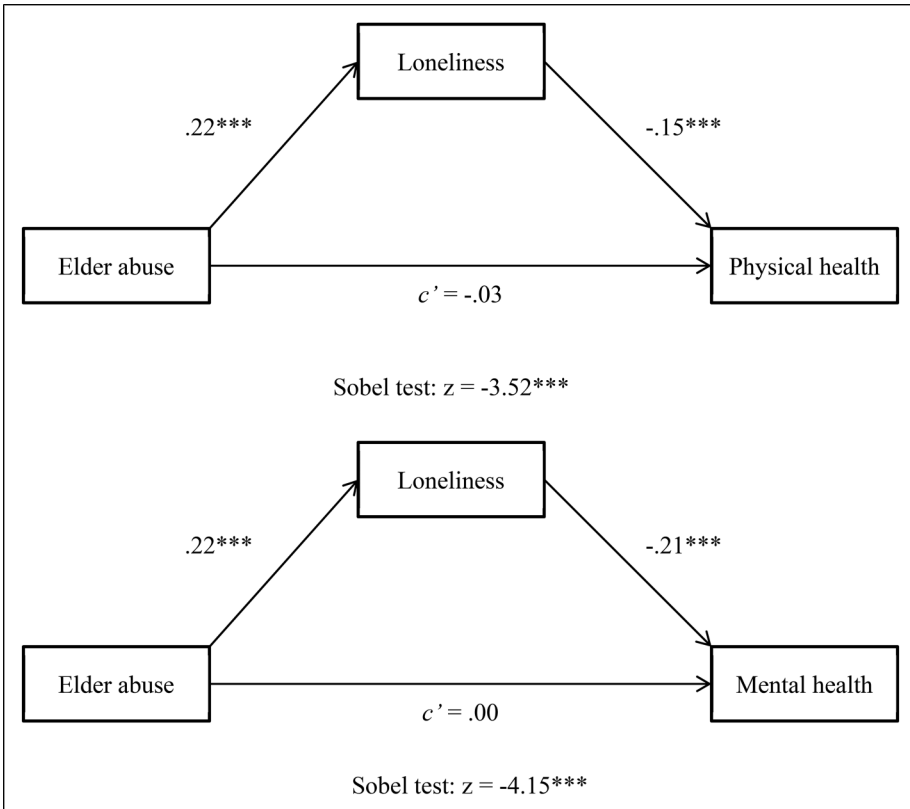 Loneliness
.22***
-.15***
Elder abuse
Physical health
c’ = -.03
Sobel test: z = -3.52***
Loneliness
.22***
-.21***
Elder abuse
Mental health
c’ = .00
Sobel test: z = -4.15***